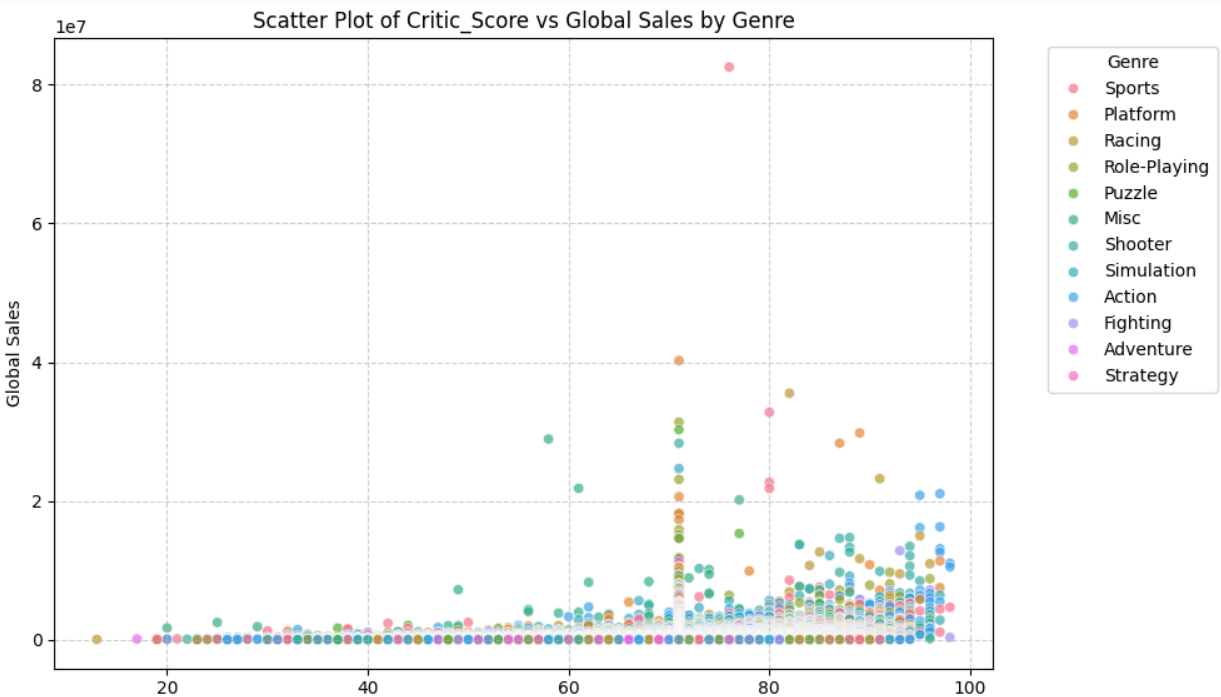 Scatter Plot of Critic_Score vs Global Sales by Genre
1e7
8
6
4
2
0
Global Sales
20 40 60 80 100
Genre
Sports
Platform
Racing
Role-Playing
Puzzle
Misc
Shooter
Simulation
Action
Fighting
Adventure
Strategy